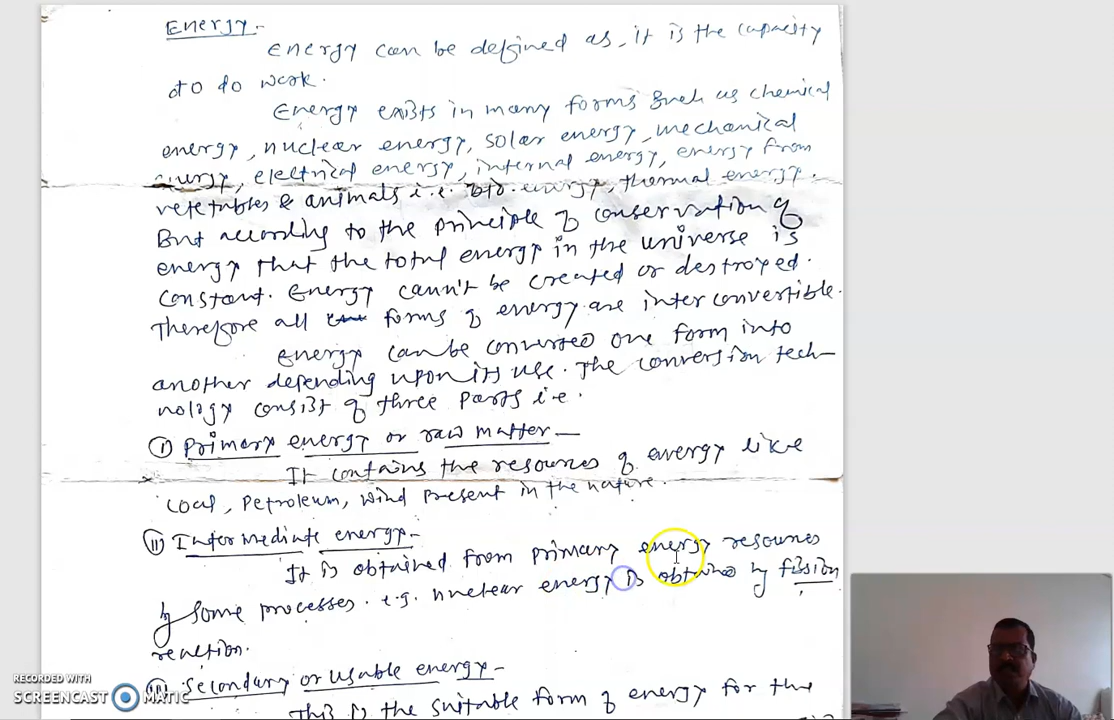 Energy-
Energy can be defined as, it is the capacity
to do work.
Energy exists in many forms such as chemical
energy, nuclear energy, solar energy, mechanical
energy, electrical energy, internal energy, energy from
vegetables & animals i.e. bio. energy, thermal energy.
But according to the principle of conservation of
energy that the total energy in the universe is
constant. Energy cann't be created or destroyed.
Therefore all forms of energy are interconvertible.
Energy can be converted one form into
another depending upon its use. The conversion tech-
nology consist of three parts i.e.
(I) Primary energy or raw matter—
It contains the resources of energy like
coal, petroleum, wind present in the nature.
(II) Intermediate energy-
It is obtained from primary energy resources
by some processes. e.g. nuclear energy is obtained by fission
reaction.
Secondary or usable energy-
This is the suitable form of energy for the
RECORDED WITH
SCREENCAST MATIC